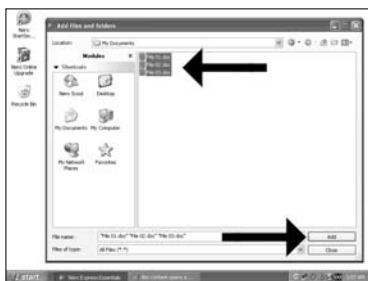 Add Files and Folders
Location:
My Documents
Modules
Shortcuts
Nero Scout
Desktop
My Documents
My Computer
My Network Places
Favorites
File 01.doc
File 02.doc
File 03.doc
File name:
"File 01.doc" "File 02.doc" "File 03.doc"
Add
Files of type:
All Files (*.*)
Close
Nero StartSm...
Nero Online Upgrade
Recycle Bin
start
Nero Express Essentials